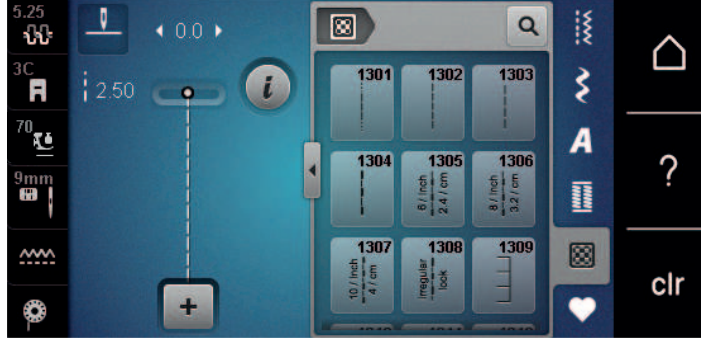 5.25
0.0
3C
2.50
70
9mm
1301
1302
1303
1304
1305
6 / Inch
2.4 / cm
1306
8 / Inch
3.2 / cm
1307
10 / Inch
4 / cm
1308
Irregular
look
1309
i
A
?
clr
+